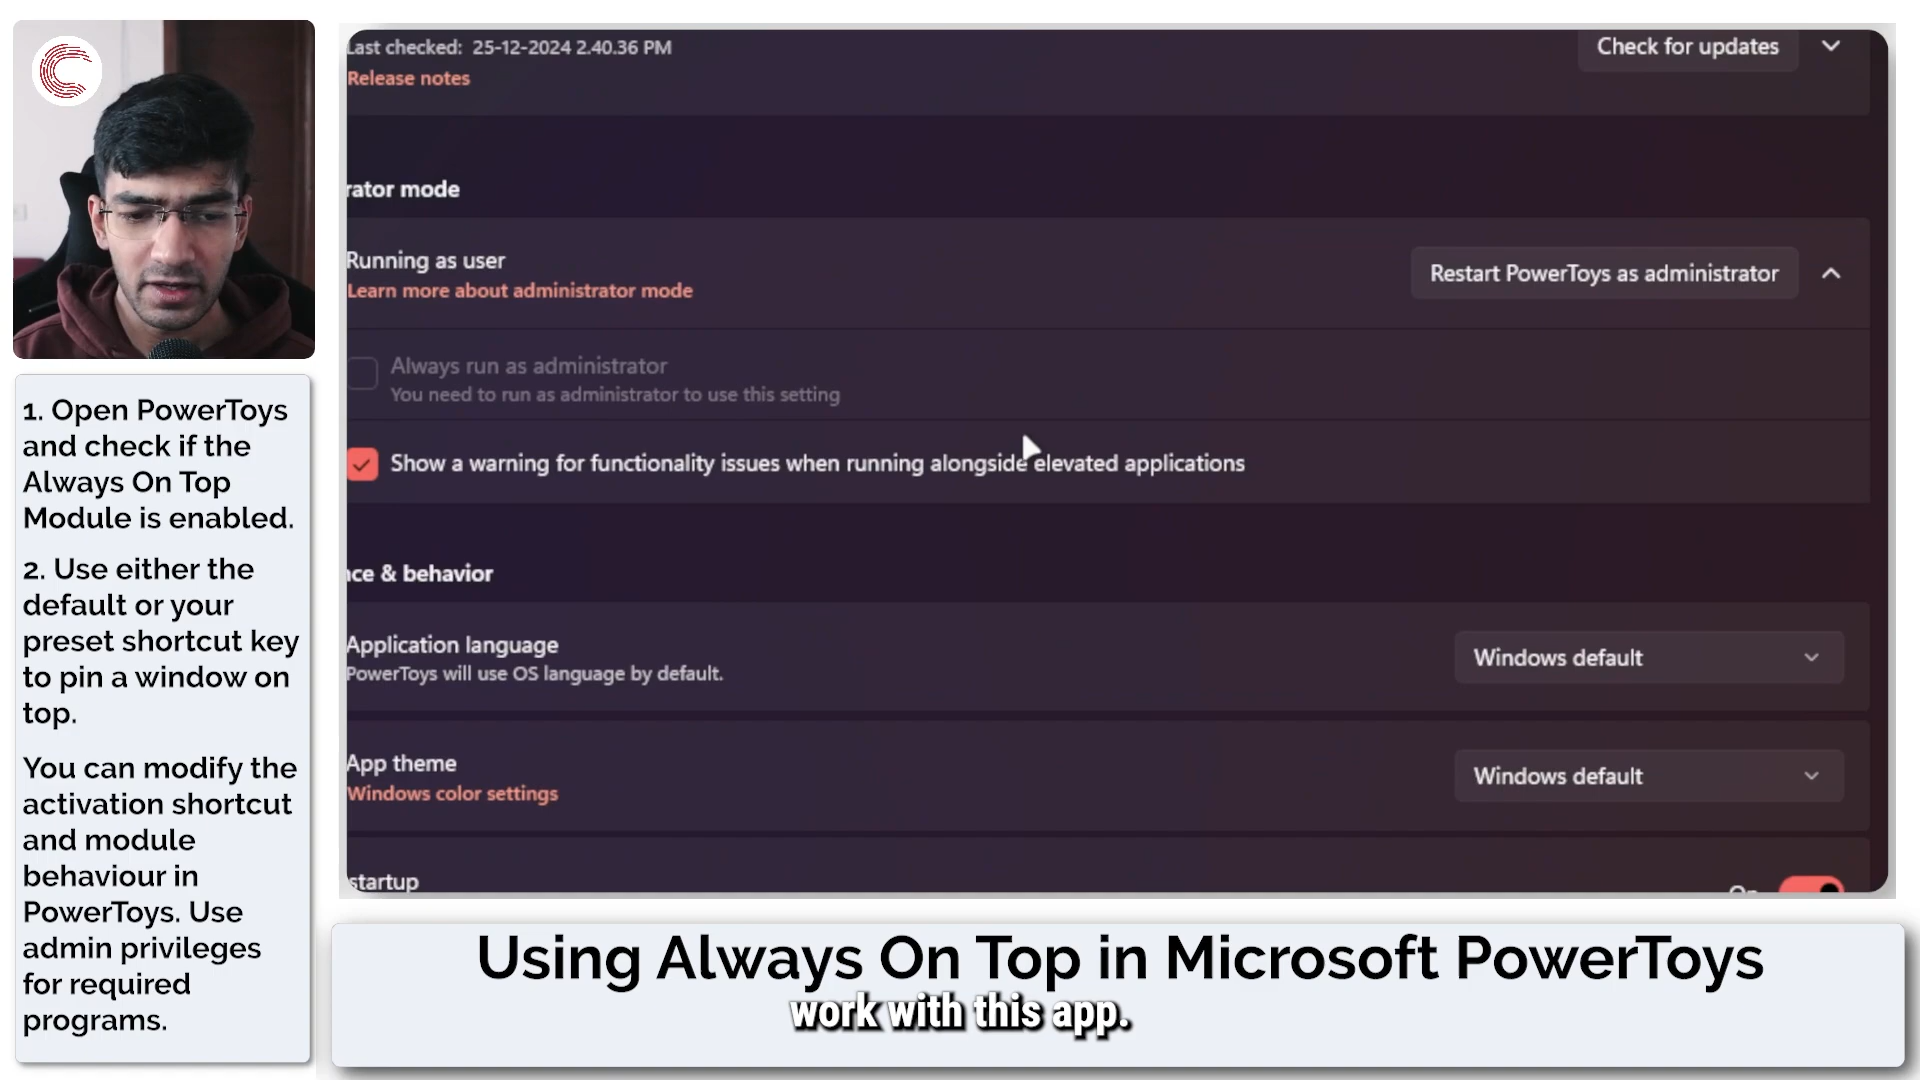 1. Open PowerToys
and check if the
Always On Top
Module is enabled.
2. Use either the
default or your
preset shortcut key
to pin a window on
top.
You can modify the
activation shortcut
and module
behaviour in
PowerToys. Use
admin privileges
for required
programs.
Last checked: 25-12-2024 2.40.36 PM
Check for updates
Release notes
rator mode
Running as user
Learn more about administrator mode
Restart PowerToys as administrator
Always run as administrator
You need to run as administrator to use this setting
Show a warning for functionality issues when running alongside elevated applications
ce & behavior
Application language
PowerToys will use OS language by default.
Windows default
App theme
Windows color settings
Windows default
startup
On
Using Always On Top in Microsoft PowerToys
work with this app.